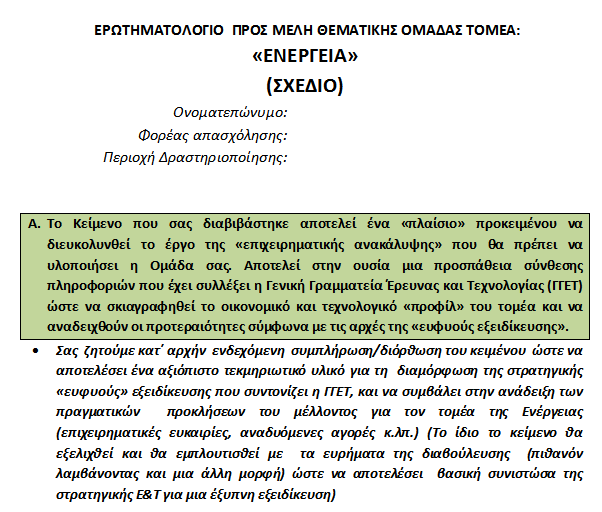 ΕΡΩΤΗΜΑΤΟΛΟΓΙΟ ΠΡΟΣ ΜΕΛΗ ΘΕΜΑΤΙΚΗΣ ΟΜΑΔΑΣ ΤΟΜΕΑ:
«ΕΝΕΡΓΕΙΑ»
(ΣΧΕΔΙΟ)
Ονοματεπώνυμο:
Φορέας απασχόλησης:
Περιοχή Δραστηριοποίησης:
Α. Το Κείμενο που σας διαβιβάστηκε αποτελεί ένα «πλαίσιο» προκειμένου να
διευκολυνθεί το έργο της «επιχειρηματικής ανακάλυψης» που θα πρέπει να
υλοποιήσει η Ομάδα σας. Αποτελεί στην ουσία μια προσπάθεια σύνθεσης
πληροφοριών που έχει συλλέξει η Γενική Γραμματεία Έρευνας και Τεχνολογίας (ΓΓΕΤ)
ώστε να σκιαγραφηθεί το οικονομικό και τεχνολογικό «προφίλ» του τομέα και να
αναδειχθούν οι προτεραιότητες σύμφωνα με τις αρχές της «ευφυούς εξειδίκευσης».
• Σας ζητούμε κατ΄ αρχήν ενδεχόμενη συμπλήρωση/διόρθωση του κειμένου ώστε να
αποτελέσει ένα αξιόπιστο τεκμηριωτικό υλικό για τη διαμόρφωση της στρατηγικής
«ευφυούς» εξειδίκευσης που συντονίζει η ΓΓΕΤ, και να συμβάλει στην ανάδειξη των
πραγματικών προκλήσεων του μέλλοντος για τον τομέα της Ενέργειας
(επιχειρηματικές ευκαιρίες, αναδυόμενες αγορές κ.λπ.) (Το ίδιο το κείμενο θα
εξελιχθεί και θα εμπλουτισθεί με τα ευρήματα της διαβούλευσης (πιθανόν
λαμβάνοντας και μια άλλη μορφή) ώστε να αποτελέσει βασική συνιστώσα της
στρατηγικής Ε&Τ για μια έξυπνη εξειδίκευση)